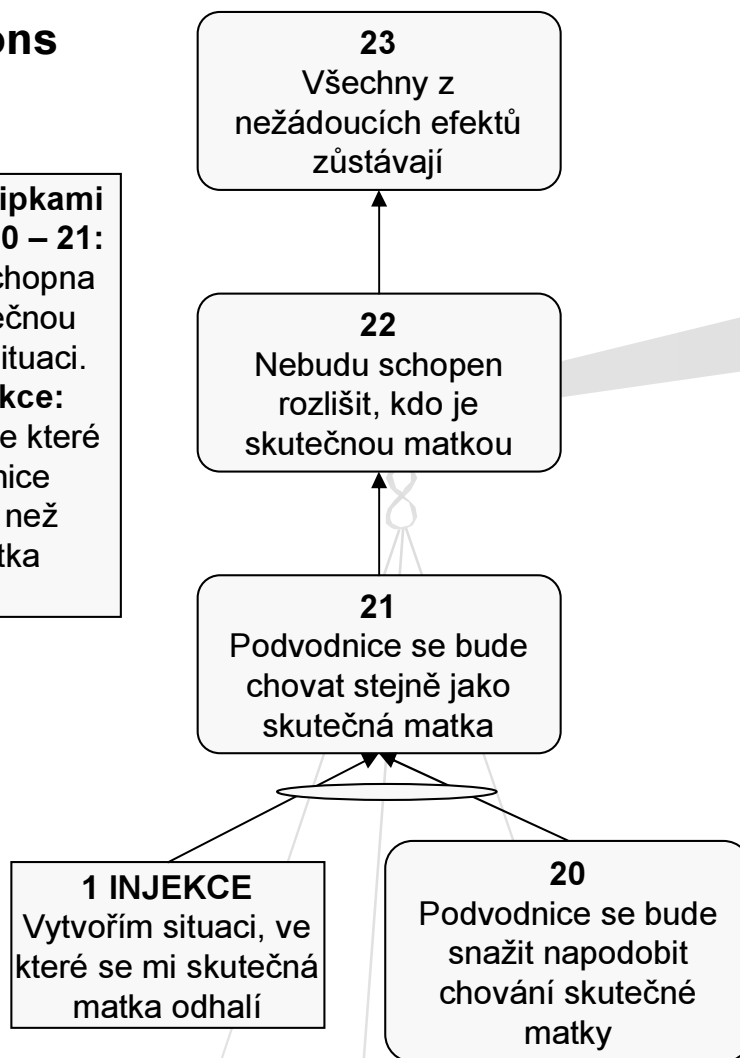 ons
ipkami
0 – 21:
chopna
ečnou
ituaci.
kce:
e které
nice
než
tka
23
Všechny z
nežádoucích efektů
zůstávají
22
Nebudu schopen
rozlišit, kdo je
skutečnou matkou
21
Podvodnice se bude
chovat stejně jako
skutečná matka
1 INJEKCE
Vytvořím situaci, ve
které se mi skutečná
matka odhalí
20
Podvodnice se bude
snažit napodobit
chování skutečné
matky